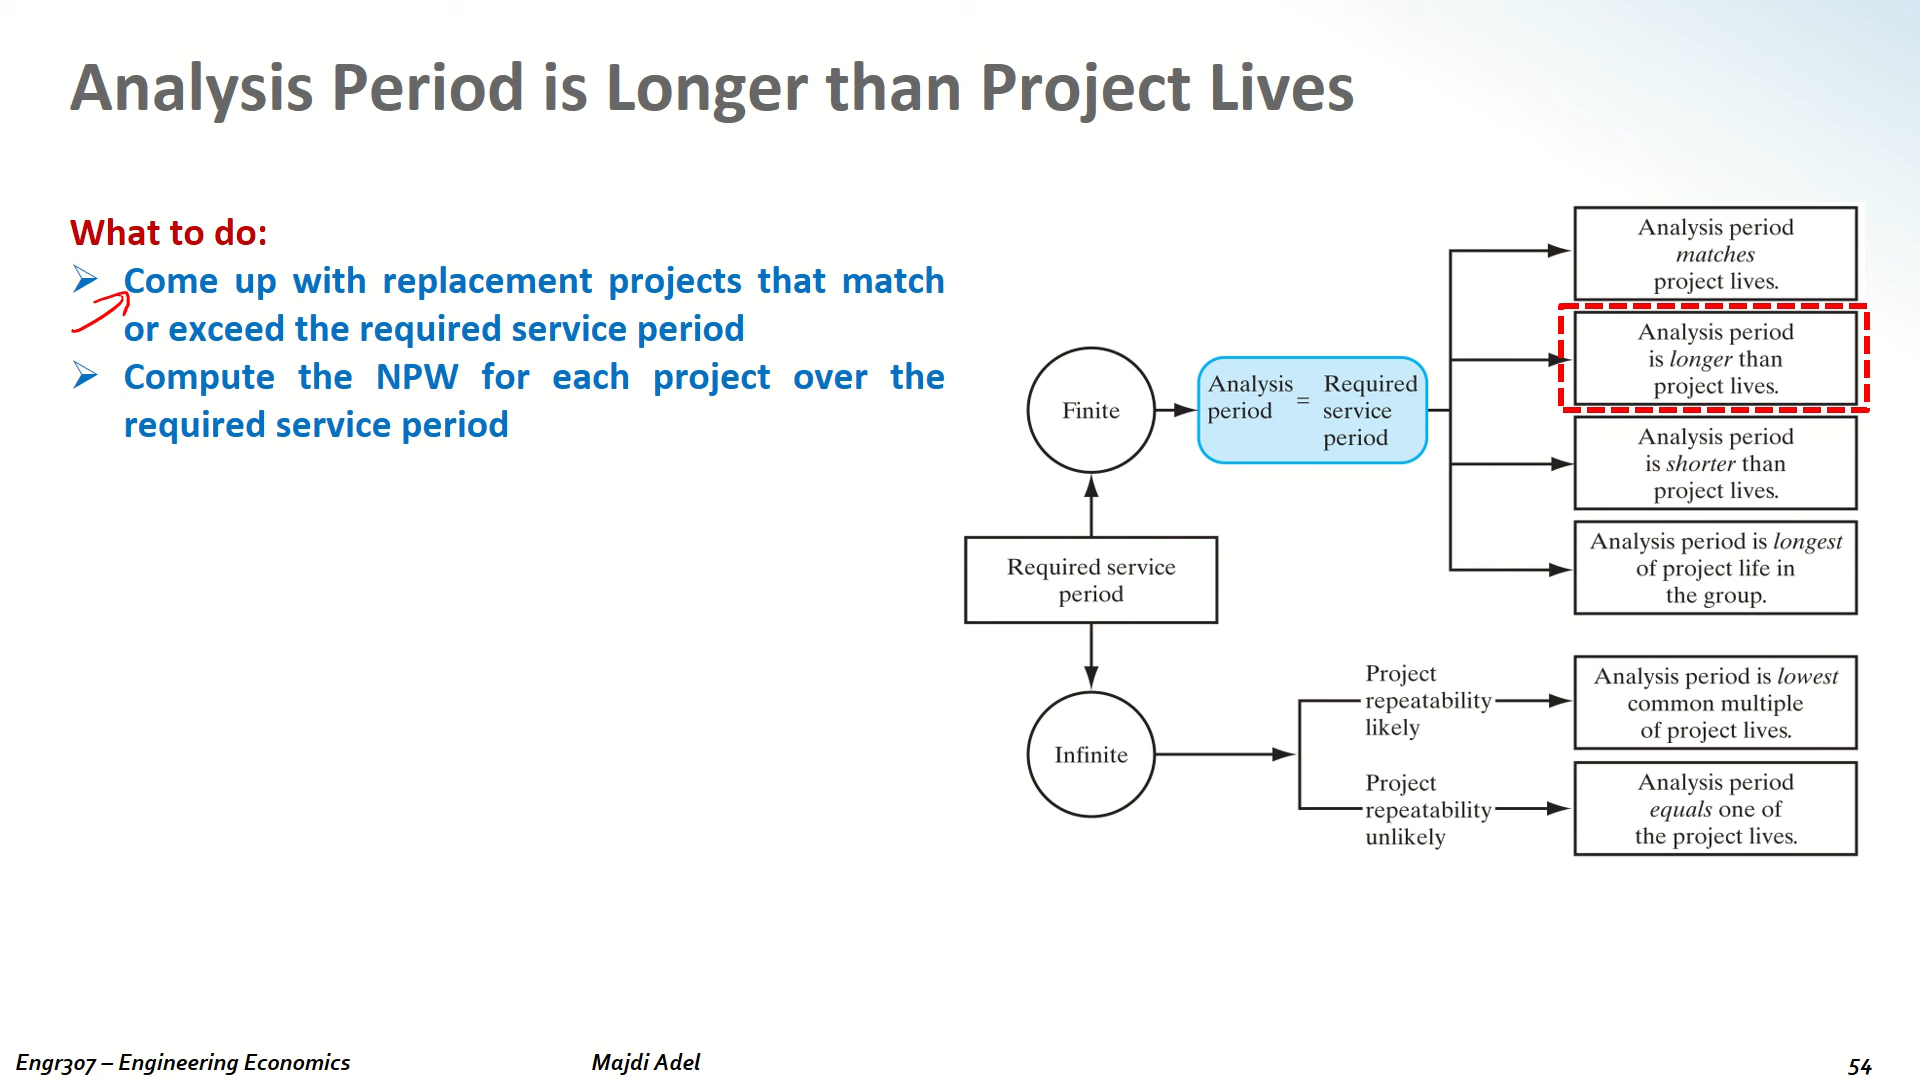 Analysis Period is Longer than Project Lives
What to do:
➢ Come up with replacement projects that match
or exceed the required service period
➢ Compute the NPW for each project over the
required service period
Analysis period
matches
project lives.
Analysis period
is longer than
project lives.
Finite
Analysis period = Required service period
Analysis period
is shorter than
project lives.
Analysis period is longest
of project life in
the group.
Required service
period
Infinite
Project
repeatability
likely
Analysis period is lowest
common multiple
of project lives.
Project
repeatability
unlikely
Analysis period
equals one of
the project lives.
Engr307 – Engineering Economics
Majdi Adel
54